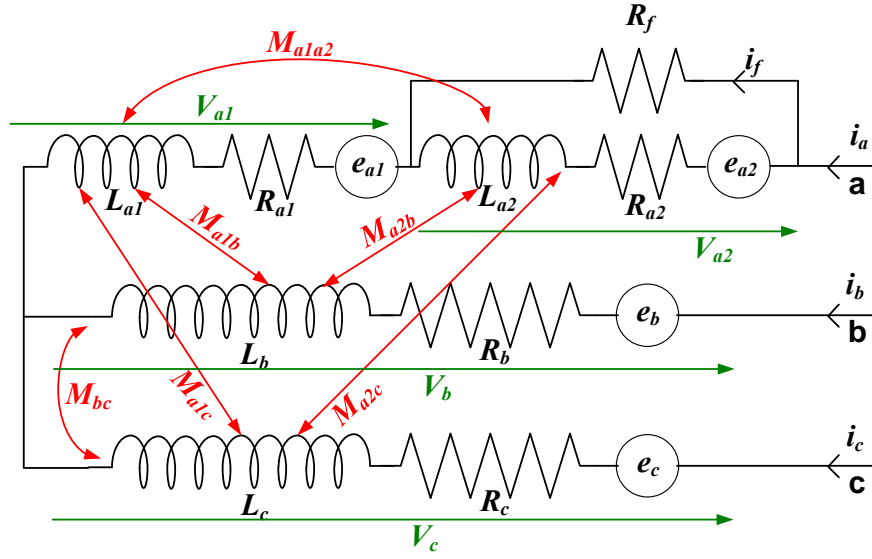 R_f
M_a1a2
i_f
V_a1
i_a
e_a1
e_a2
a
L_a1
R_a1
L_a2
R_a2
M_a1b
M_a2b
V_a2
i_b
e_b
b
L_b
R_b
M_bc
M_a1c
M_a2c
V_b
i_c
e_c
c
L_c
R_c
V_c